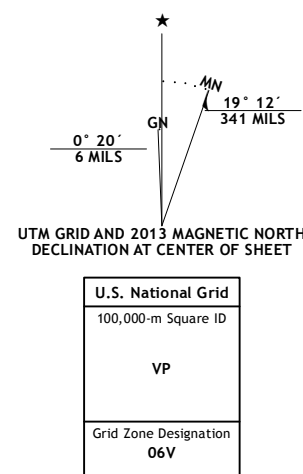 ★
MN
GN
19° 12´
341 MILS
0° 20´
6 MILS
UTM GRID AND 2013 MAGNETIC NORTH
DECLINATION AT CENTER OF SHEET
U.S. National Grid
100,000-m Square ID
VP
Grid Zone Designation
06V